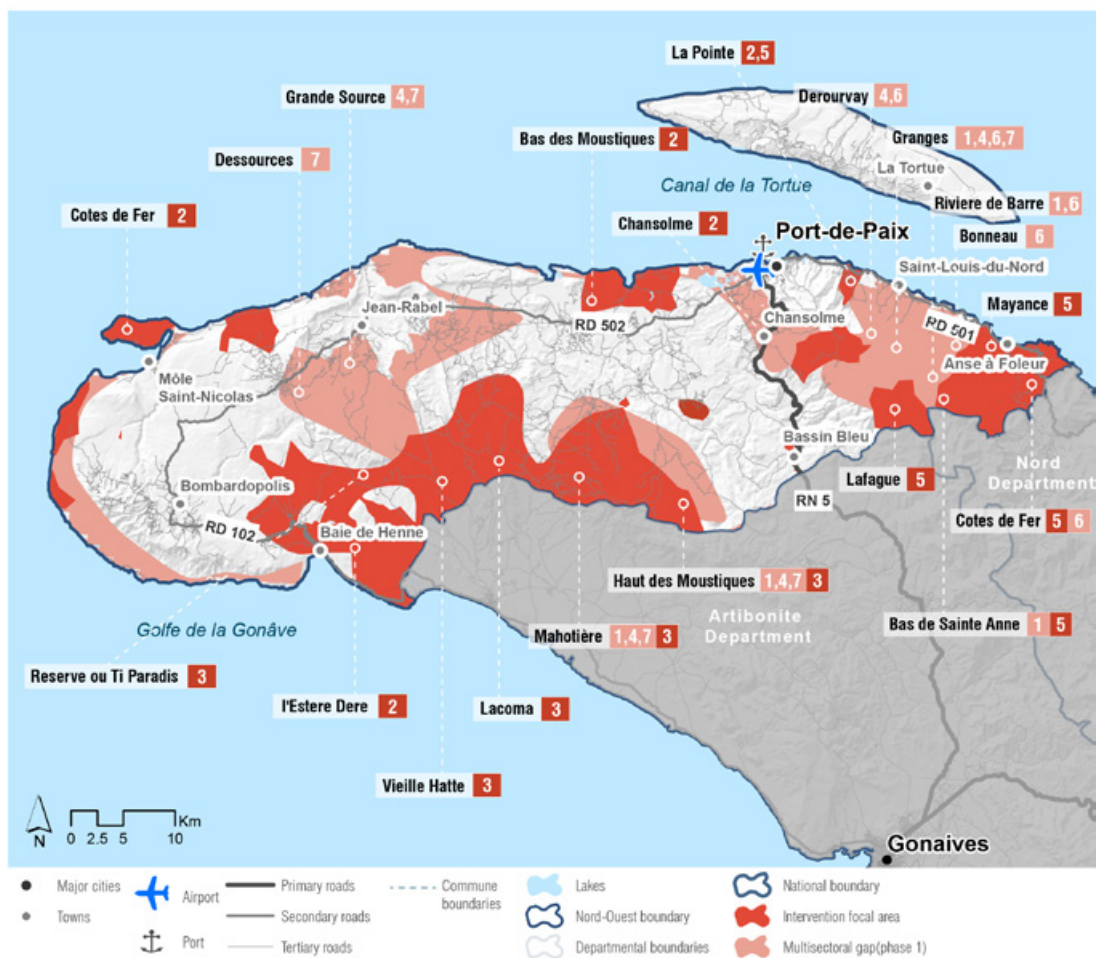 La Pointe 2,5
Grande Source 4,7
Derourvay 4,6
Bas des Moustiques 2
Granges 1,4,6,7
Dessources 7
La Tortue
Canal de la Tortue
Cotes de Fer 2
Riviere de Barre 1,6
Chansolme 2
Port-de-Paix
Bonneau 6
Saint-Louis-du-Nord
Mayance 5
Jean-Rabel
RD 502
Chansolme
RD 501
Môle
Saint-Nicolas
Anse à Foleur
Bassin Bleu
Nord
Department
Bombardopolis
Lafague 5
RD 102
RN 5
Baie de Henne
Cotes de Fer 5 6
Haut des Moustiques 1,4,7 3
Artibonite
Department
Golfe de la Gonâve
Mahotière 1,4,7 3
Bas de Sainte Anne 1 5
Reserve ou Ti Paradis 3
l'Estere Dere 2
Lacoma 3
Vieille Hatte 3
Km
0 2.5 5 10
N
Gonaives
Major cities
Airport
Primary roads
Commune
boundaries
Lakes
National boundary
Towns
Secondary roads
Nord-Ouest boundary
Intervention focal area
Port
Tertiary roads
Departmental boundaries
Multisectoral gap(phase 1)